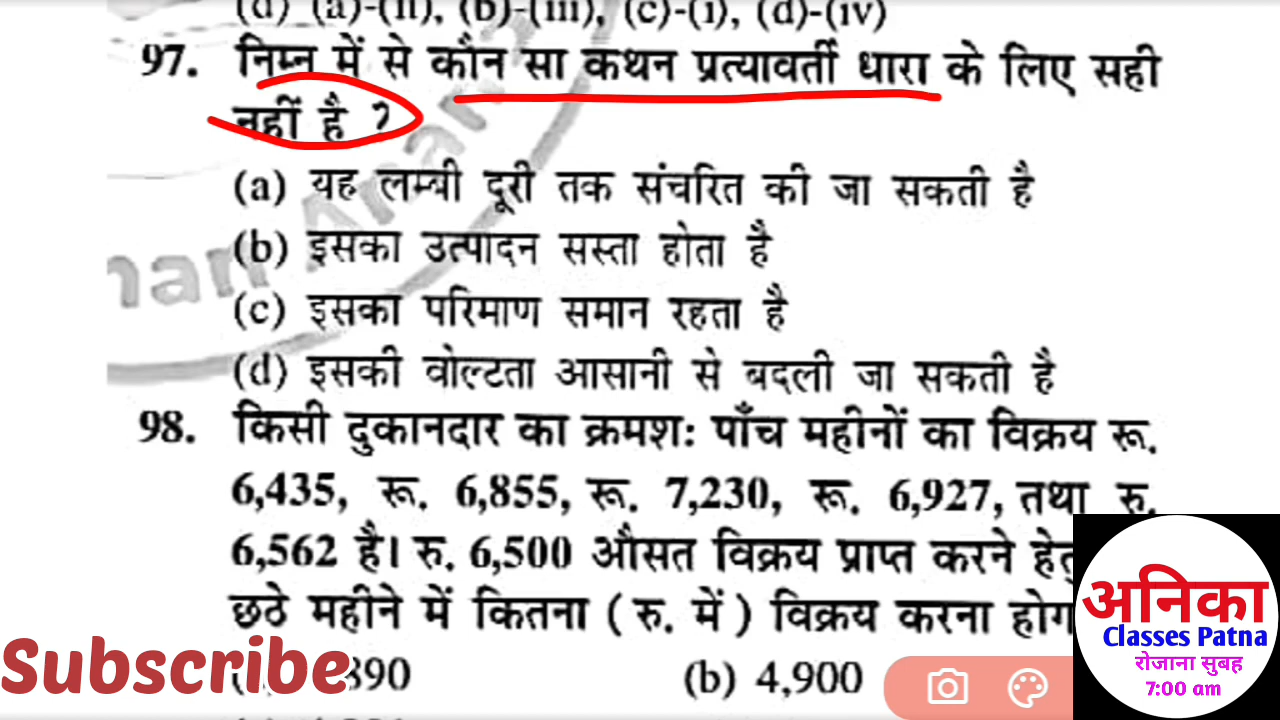 (d) (a)-(ii), (b)-(iii), (c)-(i), (d)-(iv)
97. निम्न में से कौन सा कथन प्रत्यावर्ती धारा के लिए सही
नहीं है ?
(a) यह लम्बी दूरी तक संचरित की जा सकती है
(b) इसका उत्पादन सस्ता होता है
(c) इसका परिमाण समान रहता है
(d) इसकी वोल्टता आसानी से बदली जा सकती है
98. किसी दुकानदार का क्रमशः पाँच महीनों का विक्रय रू.
6,435, रू. 6,855, रू. 7,230, रू. 6,927, तथा रु.
6,562 है। रु. 6,500 औसत विक्रय प्राप्त करने
छठे महीने में कितना ( रु. में ) विक्रय करना
(b) 4,900
Subscribe
अनिका
Classes Patna
रोजाना सुबह
7:00 am